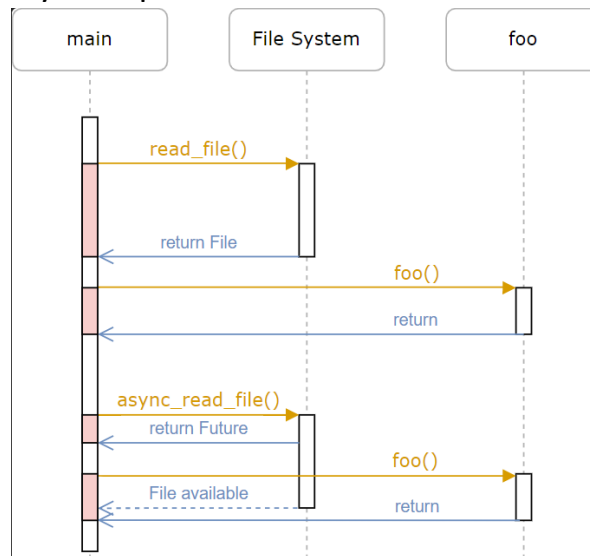 main
File System
foo
read_file()
return File
foo()
return
async_read_file()
return Future
foo()
File available
return